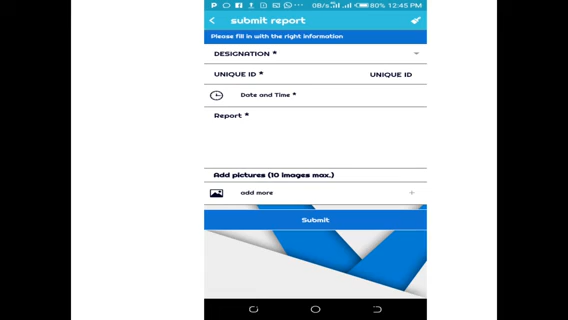 0B/s 80% 12:45 PM
submit report
Please fill in with the right information
DESIGNATION *
UNIQUE ID * UNIQUE ID
Date and Time *
Report *
Add pictures (10 images max.)
add more +
Submit